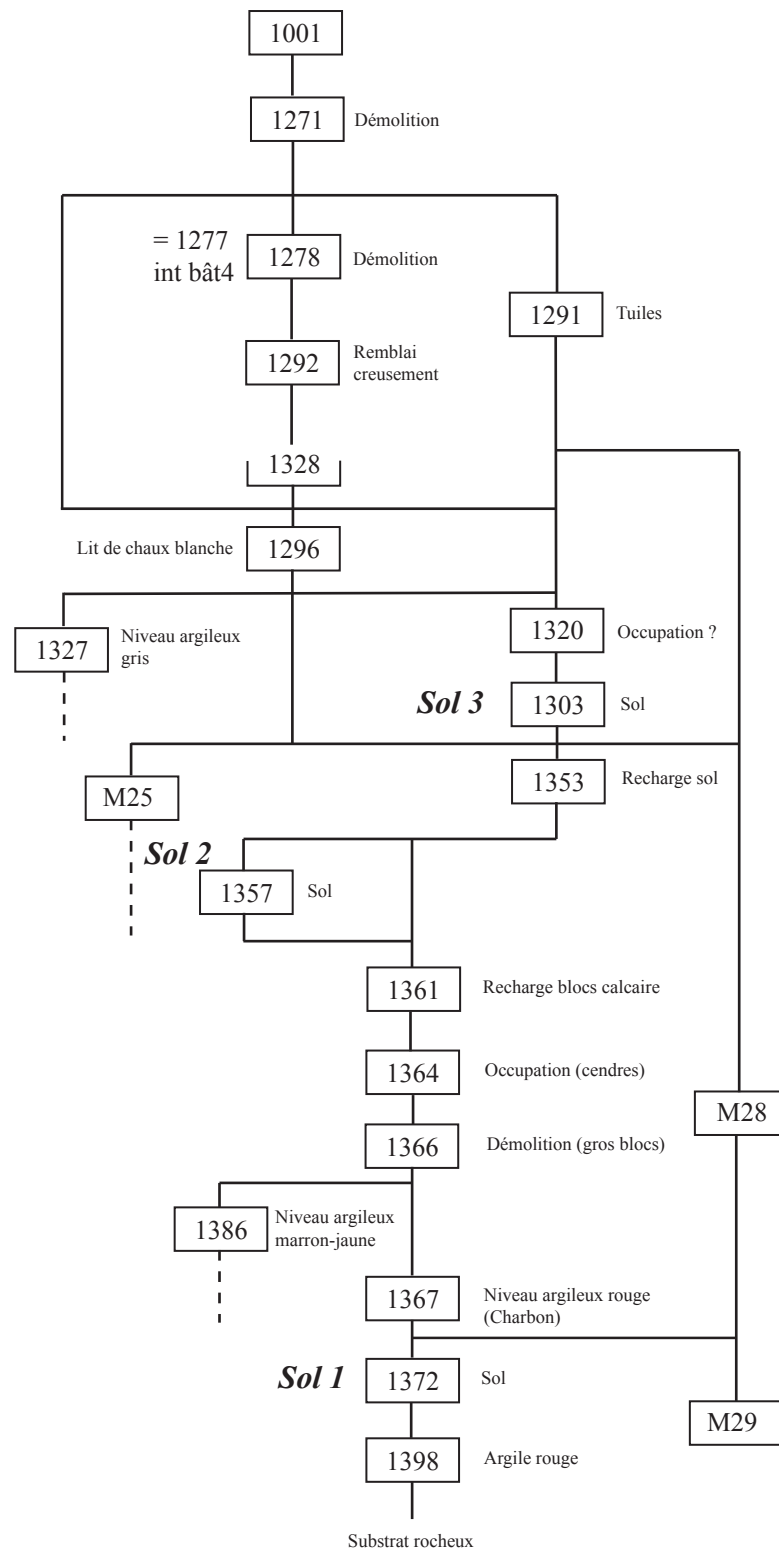 1001
1271
Démolition
= 1277
int bât4
1278
Démolition
1291
Tuiles
1292
Remblai
creusement
1328
Lit de chaux blanche
1296
1327
Niveau argileux
gris
1320
Occupation ?
Sol 3
1303
Sol
M25
1353
Recharge sol
Sol 2
1357
Sol
1361
Recharge blocs calcaire
1364
Occupation (cendres)
M28
1366
Démolition (gros blocs)
1386
Niveau argileux
marron-jaune
1367
Niveau argileux rouge
(Charbon)
Sol 1
1372
Sol
M29
1398
Argile rouge
Substrat rocheux